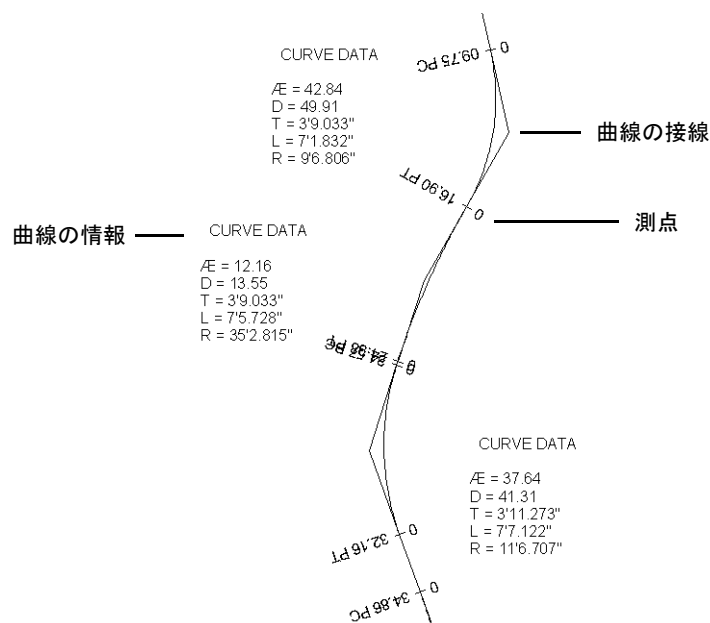 CURVE DATA
Æ = 42.84
D = 49.91
T = 3'9.033"
L = 7'1.832"
R = 9'6.806"
0
09.75 PC
曲線の接線
0
16.90 PT
測点
曲線の情報
CURVE DATA
Æ = 12.16
D = 13.55
T = 3'9.033"
L = 7'5.728"
R = 35'2.815"
CURVE DATA
Æ = 37.64
D = 41.31
T = 3'11.273"
L = 7'7.122"
R = 11'6.707"
0
32.16 PT
0
34.86 PC